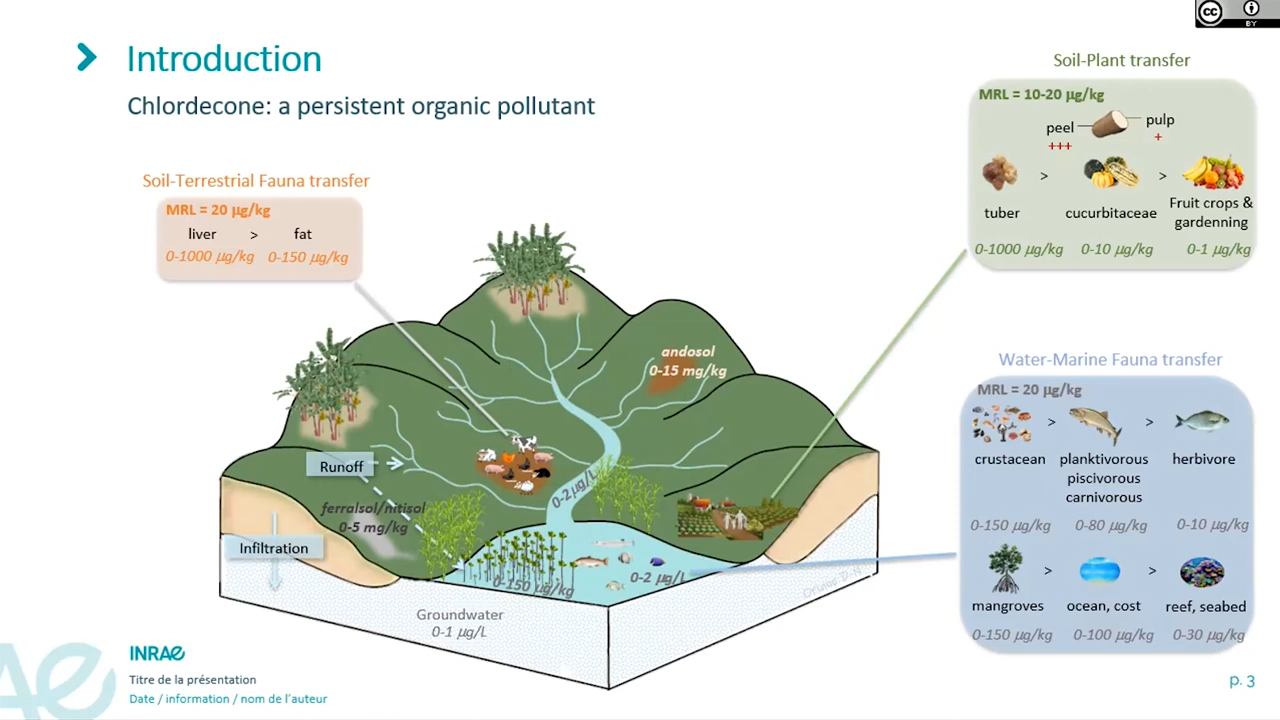 Introduction
Chlordecone: a persistent organic pollutant
CC
BY
Soil-Terrestrial Fauna transfer
MRL = 20 µg/kg
liver > fat
0-1000 µg/kg 0-150 µg/kg
Soil-Plant transfer
MRL = 10-20 µg/kg
peel pulp
+++ +
> >
tuber cucurbitaceae Fruit crops &
gardenning
0-1000 µg/kg 0-10 µg/kg 0-1 µg/kg
andosol
0-15 mg/kg
Runoff
ferralsol/nitisol
0-5 mg/kg
Infiltration
0-2 µg/L
0-150 µg/kg
0-2 µg/L
Groundwater
0-1 µg/L
Water-Marine Fauna transfer
MRL = 20 µg/kg
> >
crustacean planktivorous herbivore
piscivorous
carnivorous
0-150 µg/kg 0-80 µg/kg 0-10 µg/kg
> >
mangroves ocean, cost reef, seabed
0-150 µg/kg 0-100 µg/kg 0-30 µg/kg
INRAE
Titre de la présentation
Date / information / nom de l'auteur
p. 3